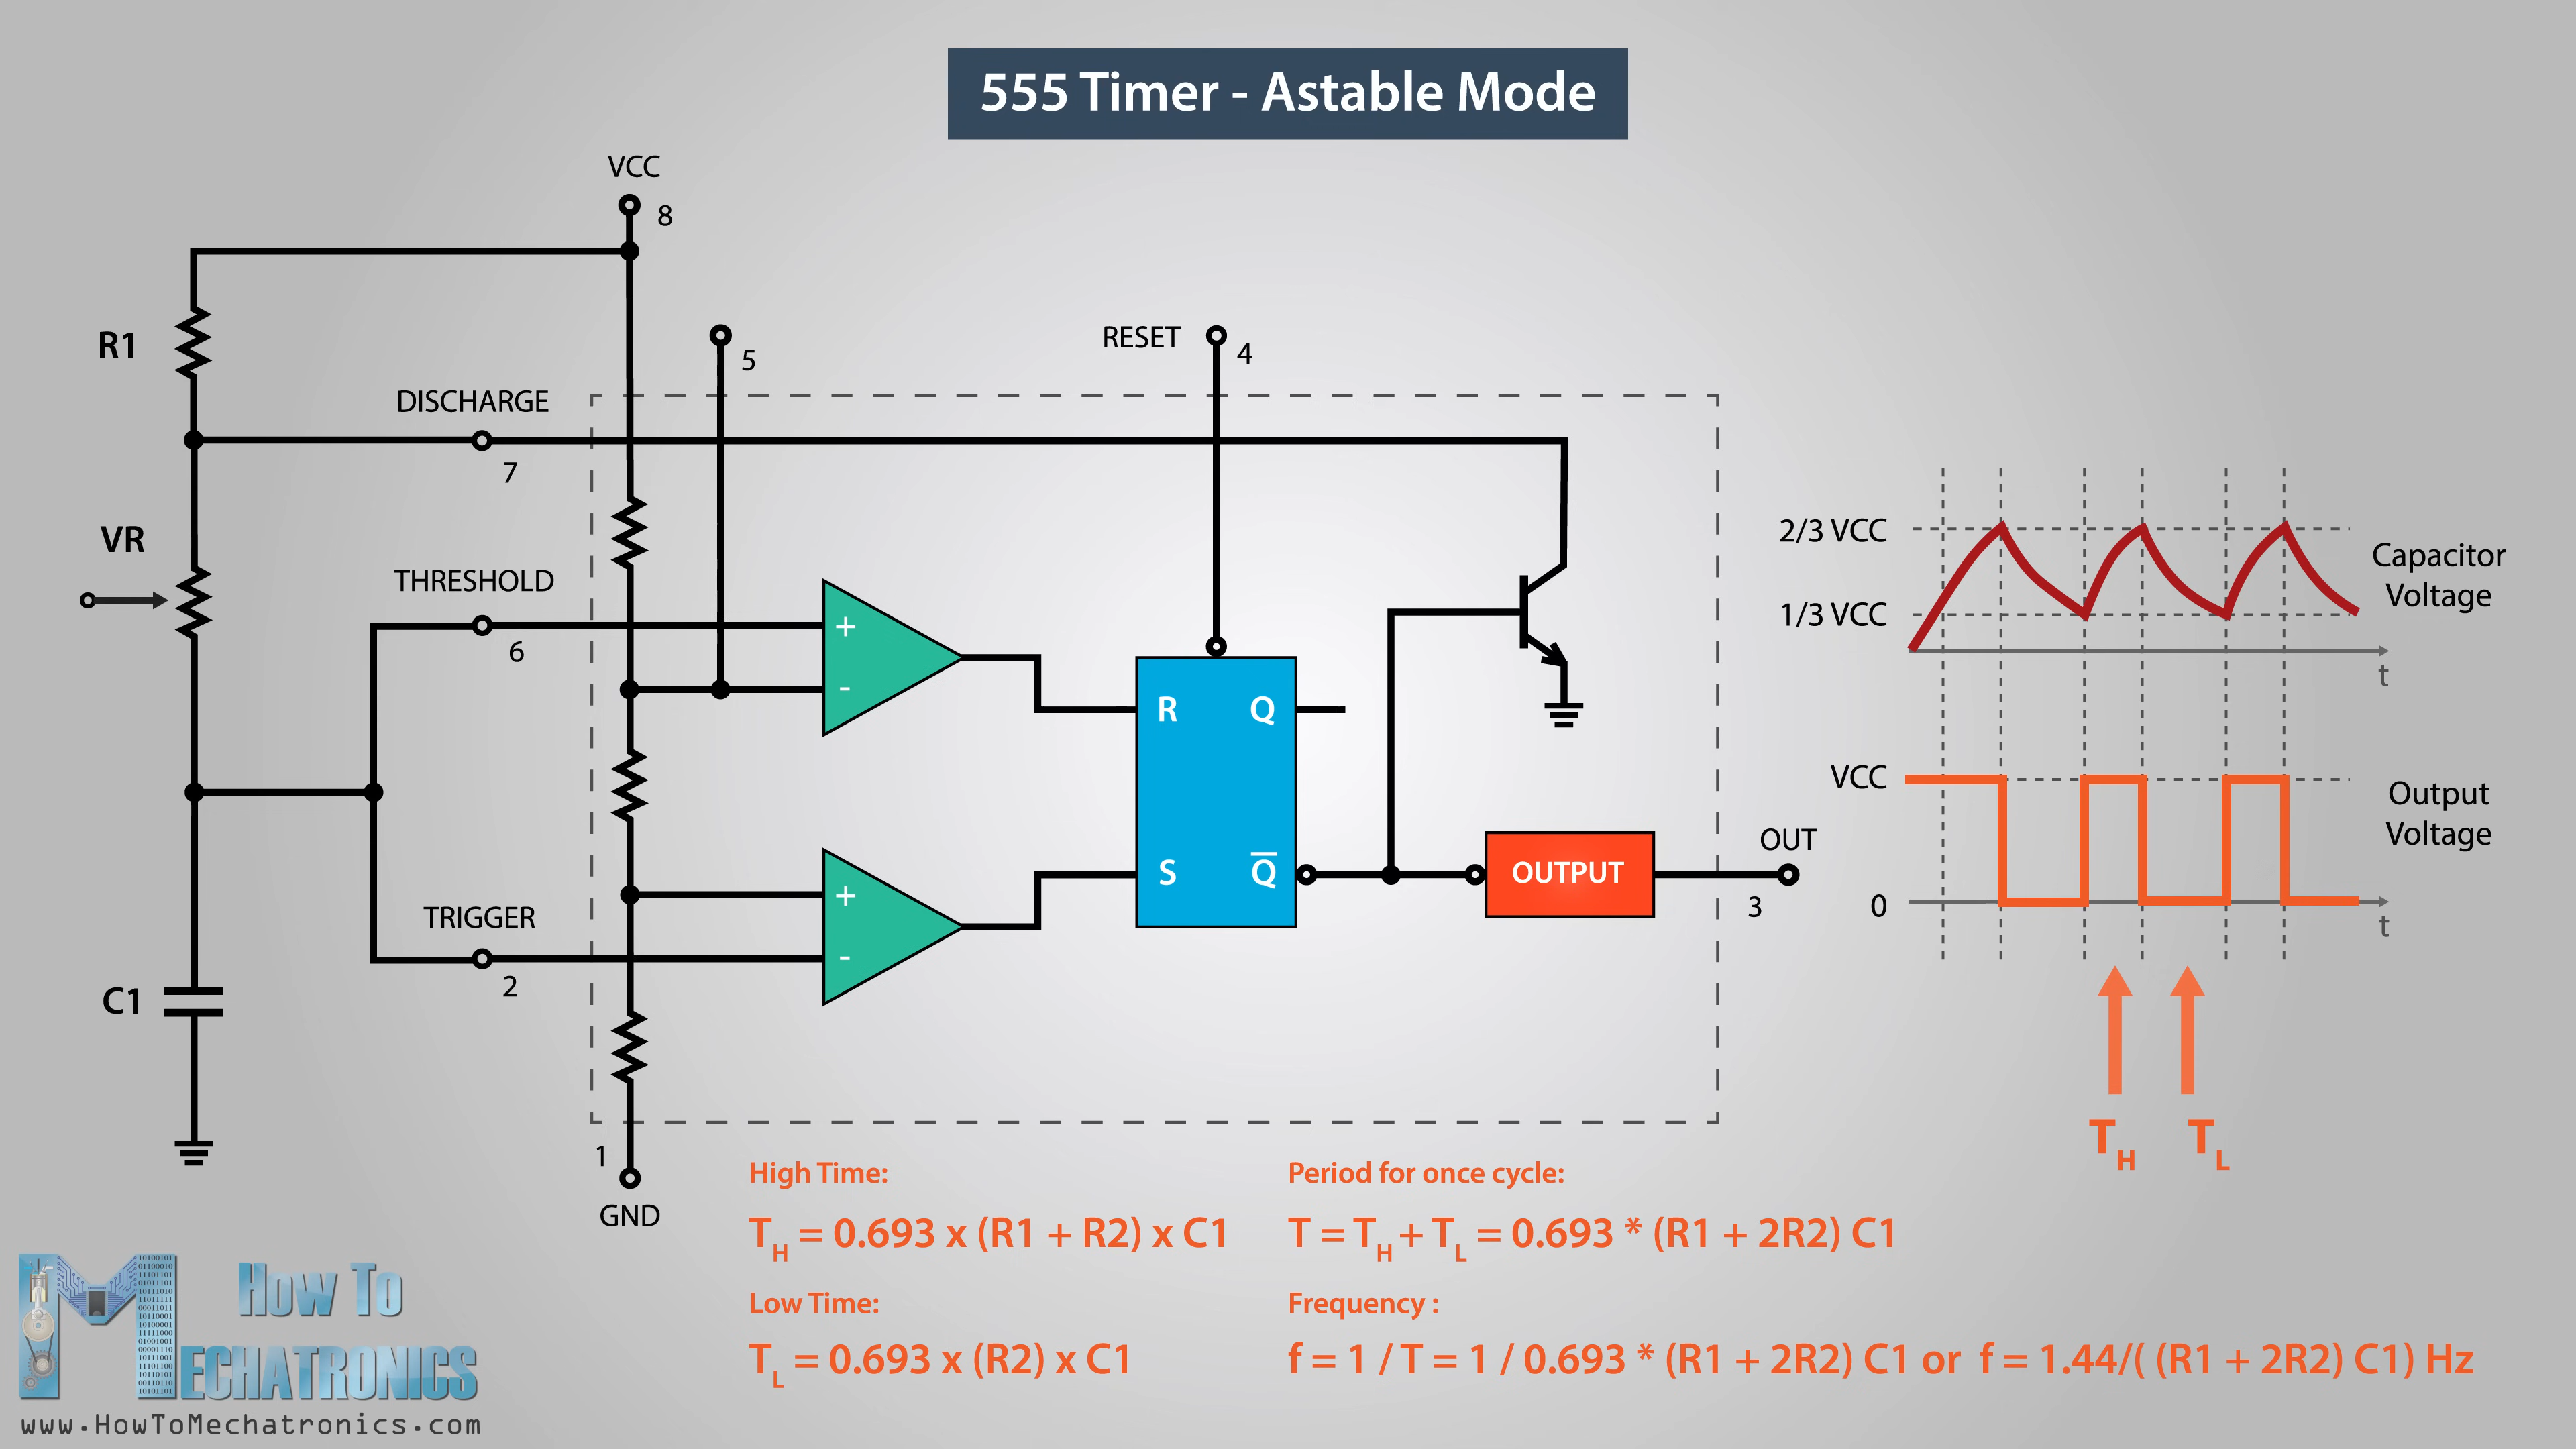 555 Timer - Astable Mode
VCC
8
R1
5
RESET
4
DISCHARGE
7
VR
THRESHOLD
6
+
-
R
Q
S
Q̅
+
-
TRIGGER
2
C1
OUTPUT
OUT
3
1
GND
2/3 VCC
1/3 VCC
Capacitor
Voltage
t
VCC
0
Output
Voltage
t
TH
TL
High Time:
TH = 0.693 x (R1 + R2) x C1
Low Time:
TL = 0.693 x (R2) x C1
Period for once cycle:
T = TH + TL = 0.693 * (R1 + 2R2) C1
Frequency :
f = 1 / T = 1 / 0.693 * (R1 + 2R2) C1 or f = 1.44/( (R1 + 2R2) C1) Hz
How To
MECHATRONICS
www.HowToMechatronics.com